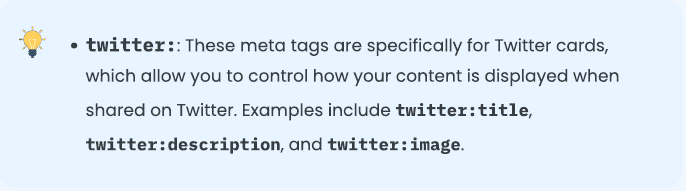 • twitter:: These meta tags are specifically for Twitter cards,
which allow you to control how your content is displayed when
shared on Twitter. Examples include twitter:title,
twitter:description, and twitter:image.